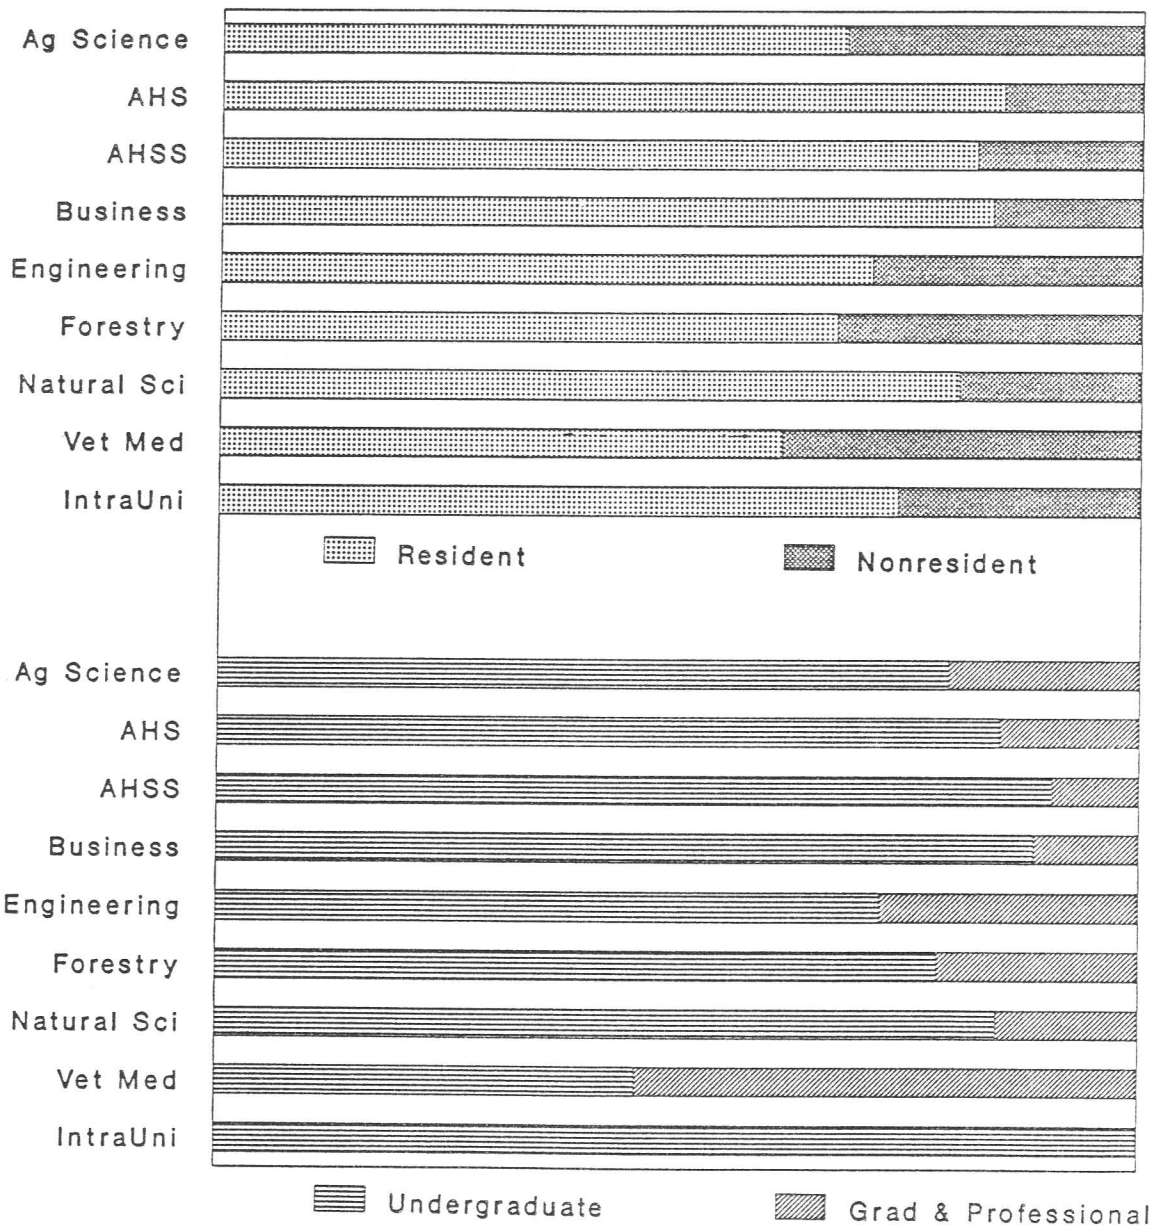 Ag Science
AHS
AHSS
Business
Engineering
Forestry
Natural Sci
Vet Med
IntraUni
Resident Nonresident
Ag Science
AHS
AHSS
Business
Engineering
Forestry
Natural Sci
Vet Med
IntraUni
Undergraduate Grad & Professional